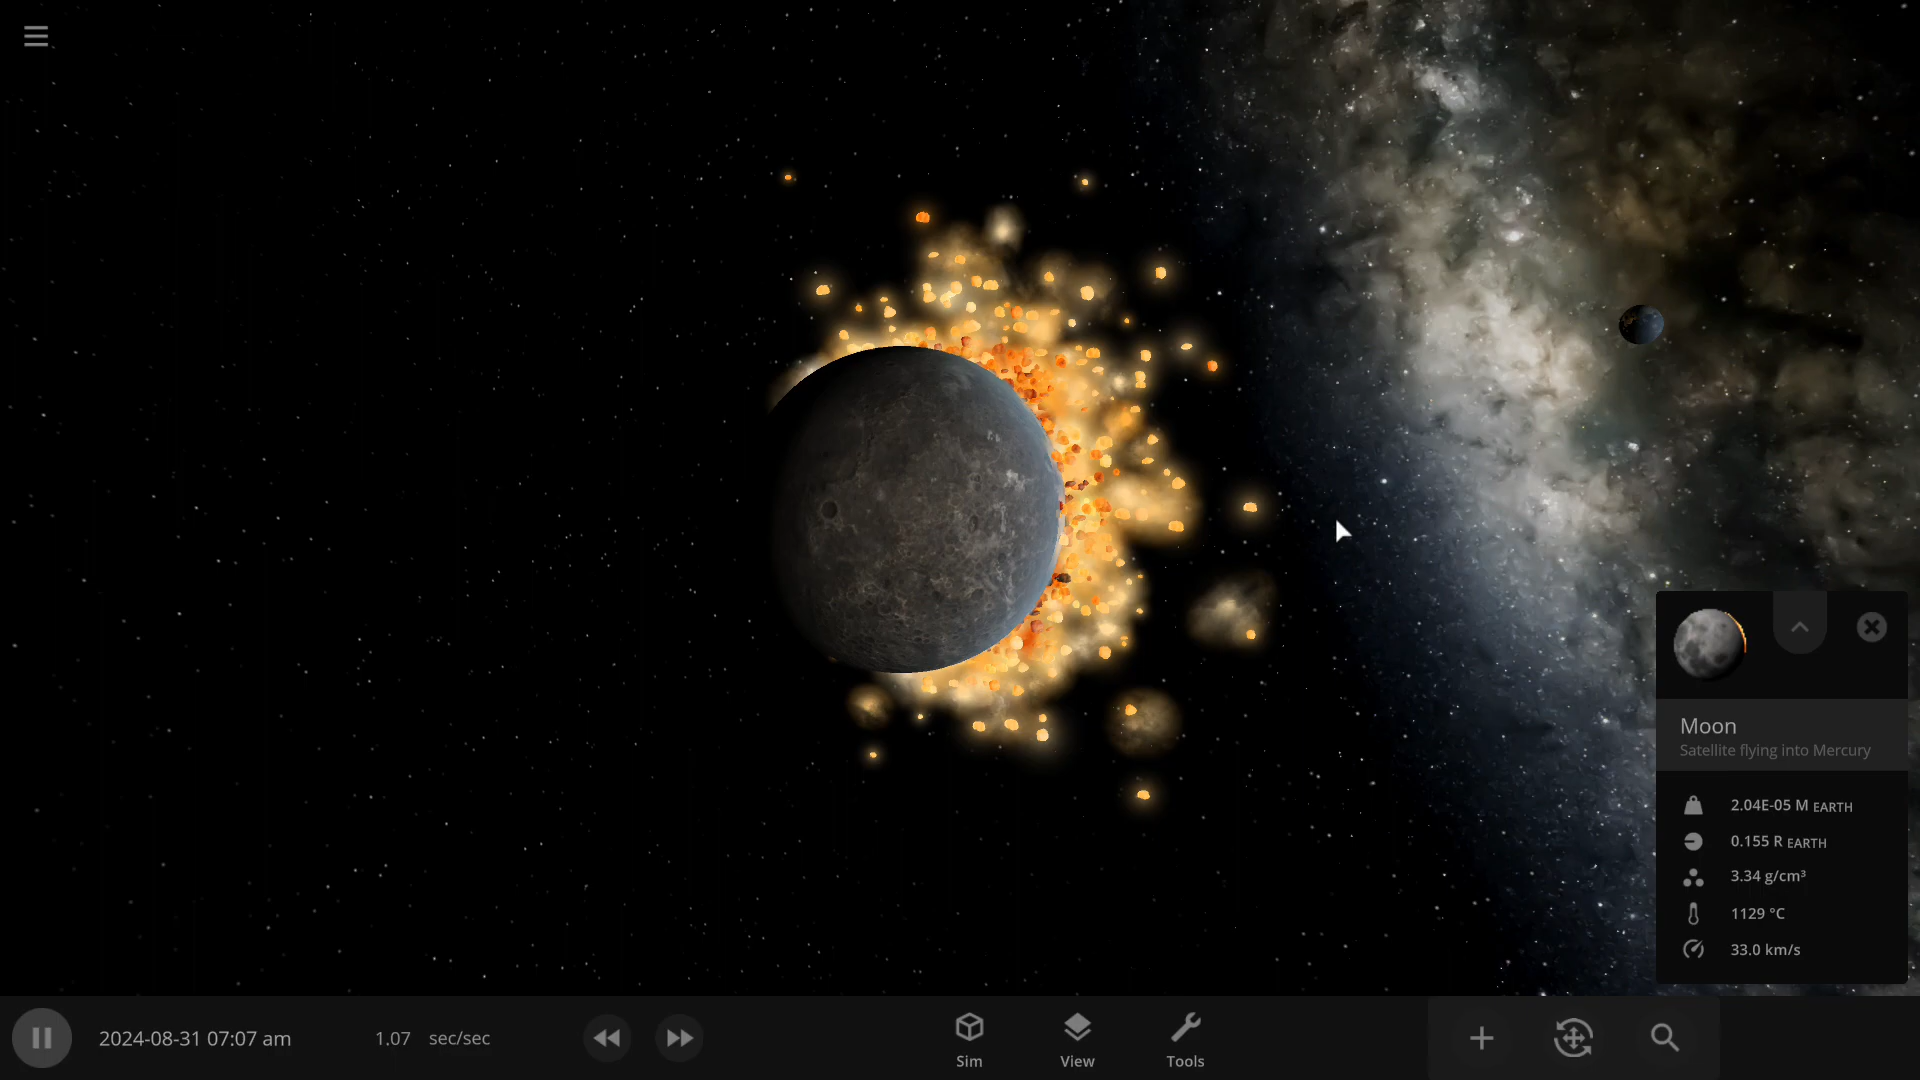 Moon
Satellite flying into Mercury
2.04E-05 M EARTH
0.155 R EARTH
3.34 g/cm³
1129 °C
33.0 km/s
2024-08-31 07:07 am
1.07 sec/sec
Sim
View
Tools